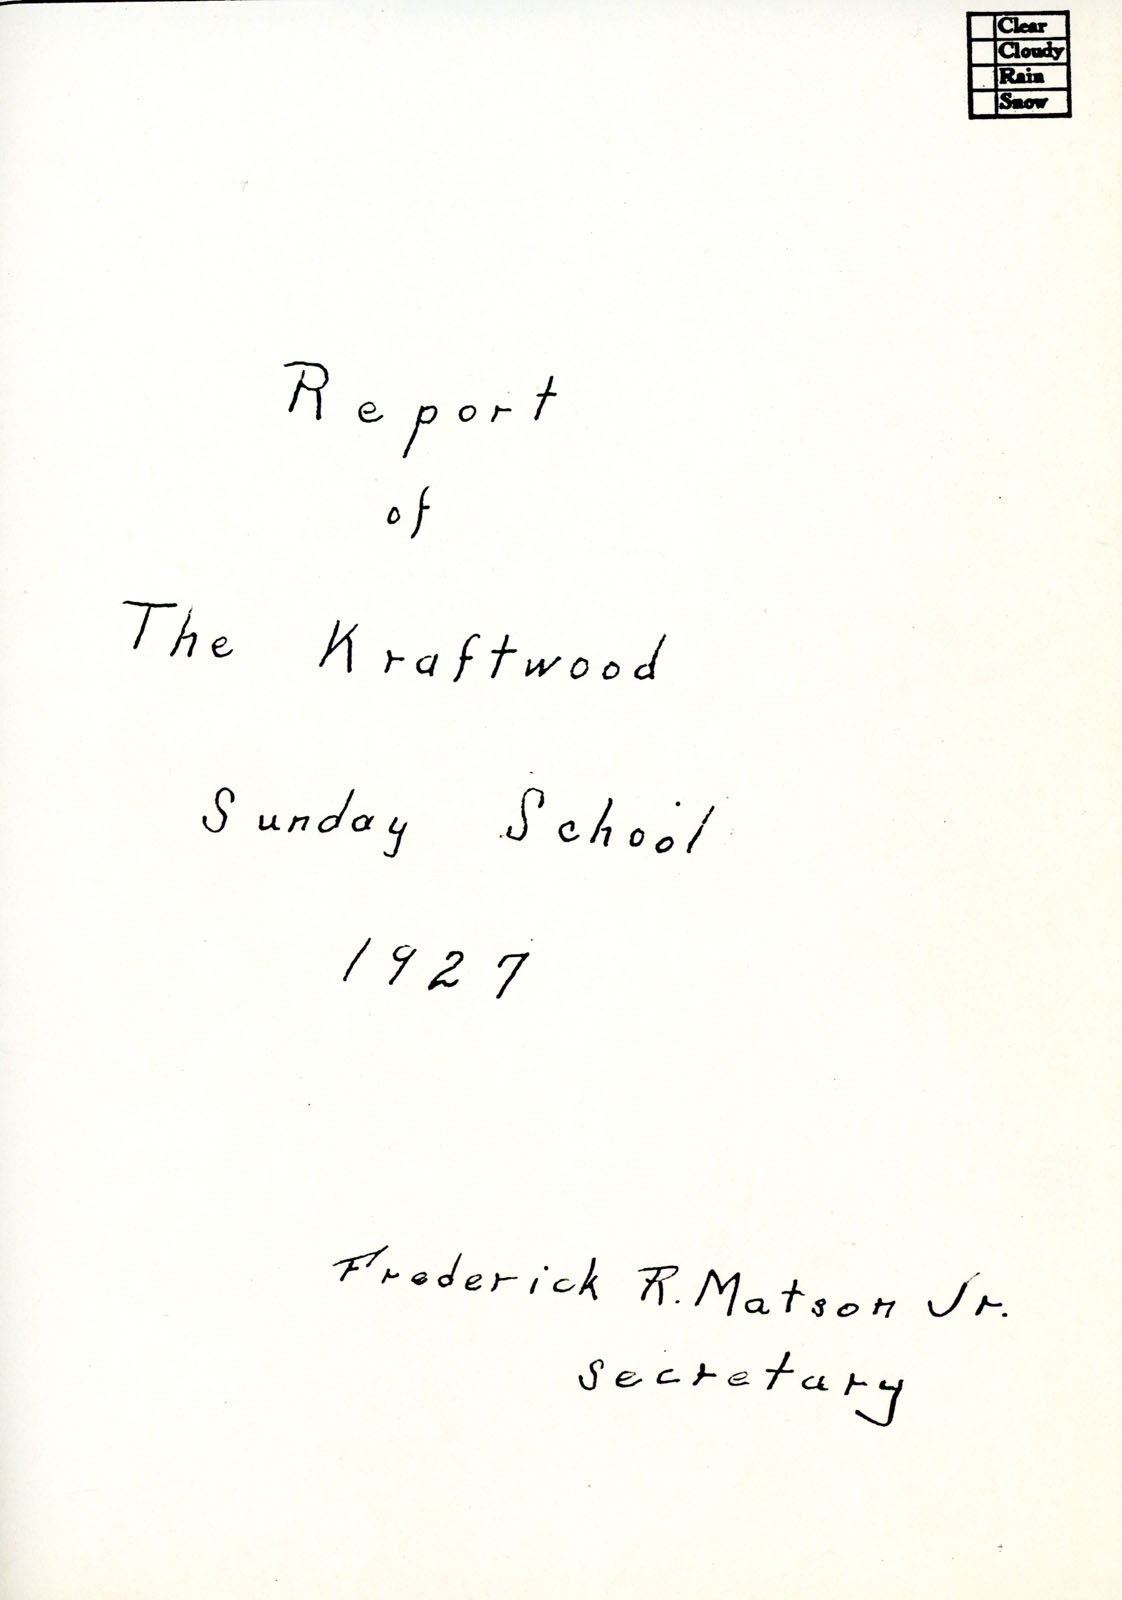 Clear
Cloudy
Rain
Snow
Report
of
The Kraftwood
Sunday School
1927
Frederick R. Matson Jr.
secretary